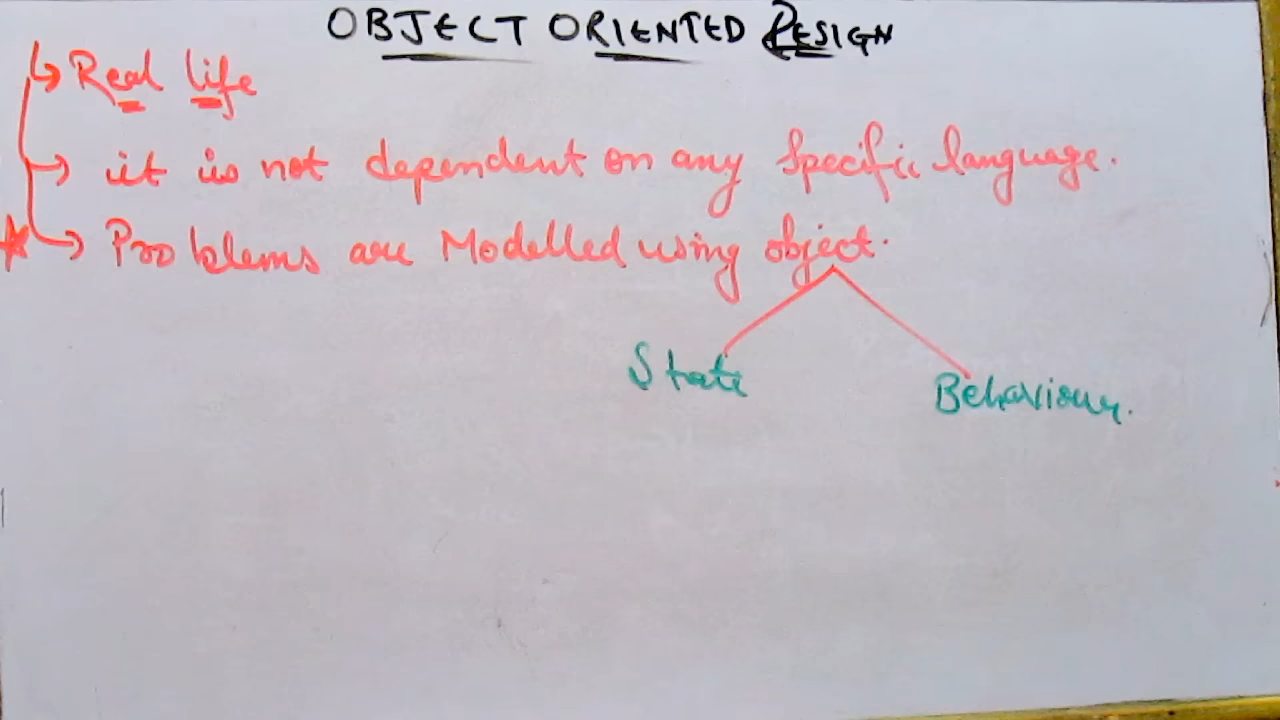 OBJECT ORIENTED DESIGN
Real life
it is not dependent on any specific language.
Problems are Modelled using object.
State
Behaviour.